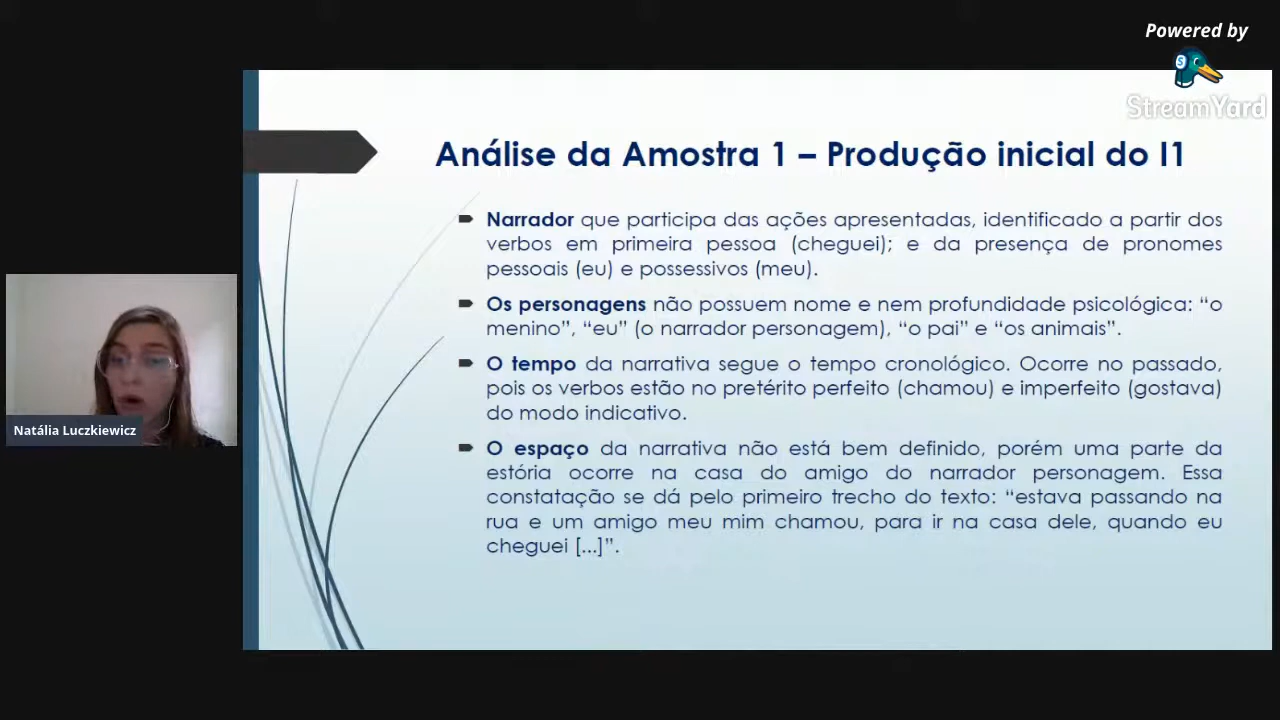 Powered by
StreamYard
Análise da Amostra 1 – Produção inicial do I1
Narrador que participa das ações apresentadas, identificado a partir dos
verbos em primeira pessoa (cheguei); e da presença de pronomes
pessoais (eu) e possessivos (meu).
Os personagens não possuem nome e nem profundidade psicológica: “o
menino”, “eu” (o narrador personagem), “o pai” e “os animais”.
O tempo da narrativa segue o tempo cronológico. Ocorre no passado,
pois os verbos estão no pretérito perfeito (chamou) e imperfeito (gostava)
do modo indicativo.
O espaço da narrativa não está bem definido, porém uma parte da
estória ocorre na casa do amigo do narrador personagem. Essa
constatação se dá pelo primeiro trecho do texto: “estava passando na
rua e um amigo meu mim chamou, para ir na casa dele, quando eu
cheguei [...]”.
Natália Luczkiewicz